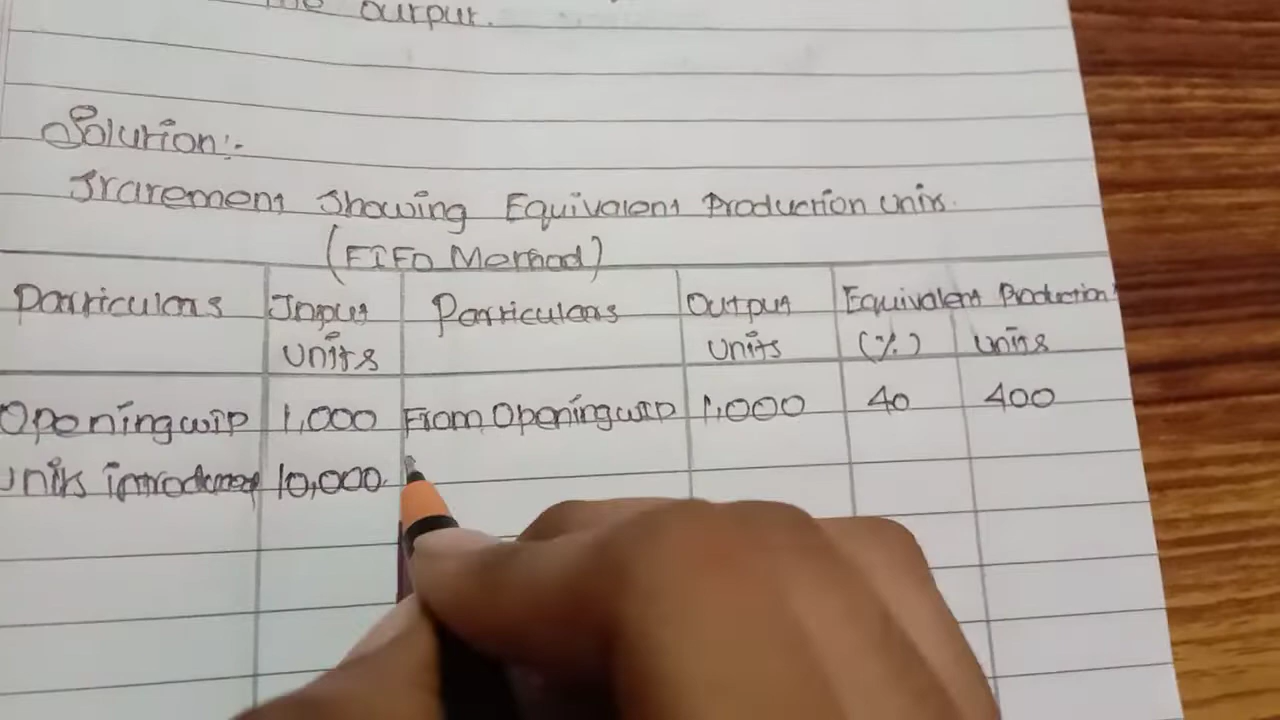 output.
Solution:-
Statement Showing Equivalent Production units.
(FIFO Method)
Particulars Input Units Particulars Output Units Equivalent Production
(%) Units
Opening wip 1,000 From Opening wip 1,000 40 400
Units introduced 10,000.